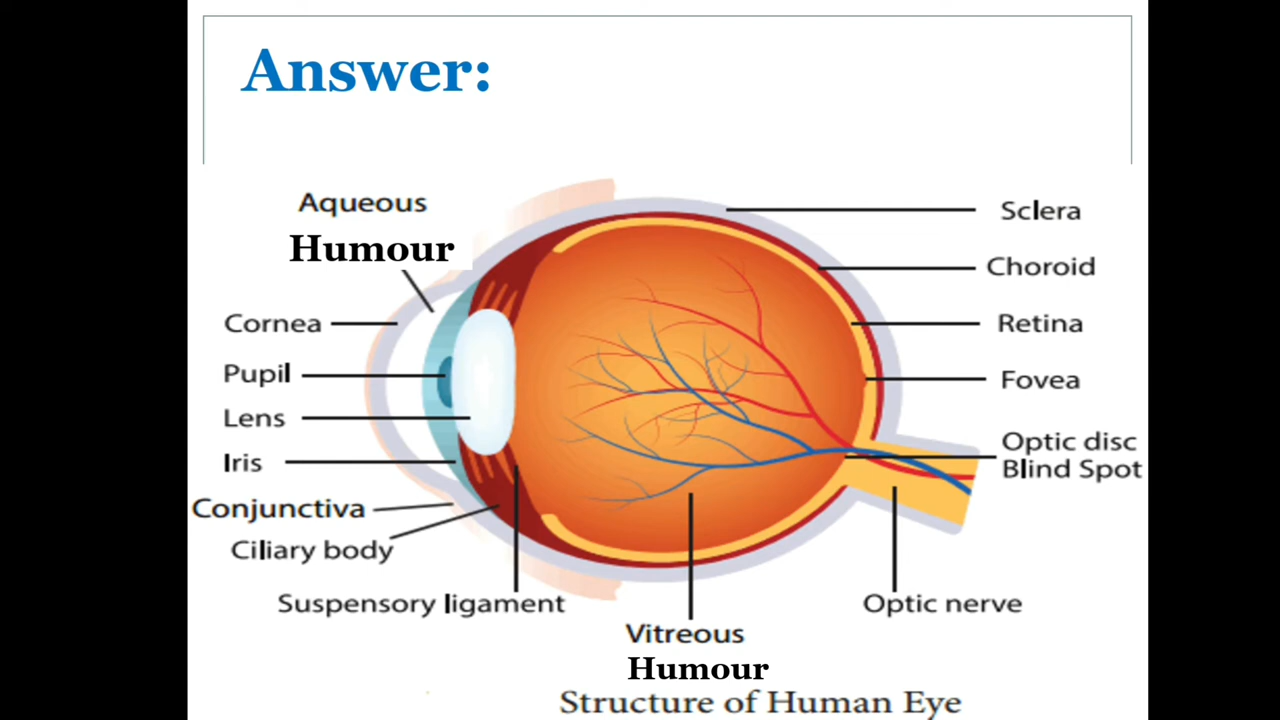 Answer:
Aqueous
Humour
Cornea
Pupil
Lens
Iris
Conjunctiva
Ciliary body
Suspensory ligament
Vitreous
Humour
Sclera
Choroid
Retina
Fovea
Optic disc
Blind Spot
Optic nerve
Structure of Human Eye